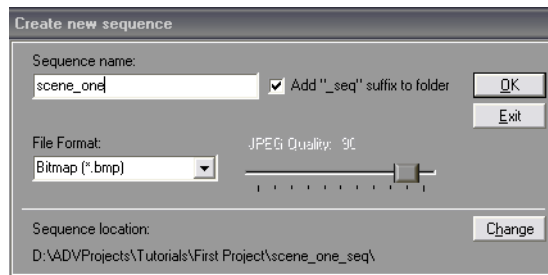 Create new sequence
Sequence name:
scene_one
Add "_seq" suffix to folder
OK
Exit
File Format:
JPEG Quality: 90
Bitmap (*.bmp)
Sequence location:
Change
D:\ADVProjects\Tutorials\First Project\scene_one_seq\